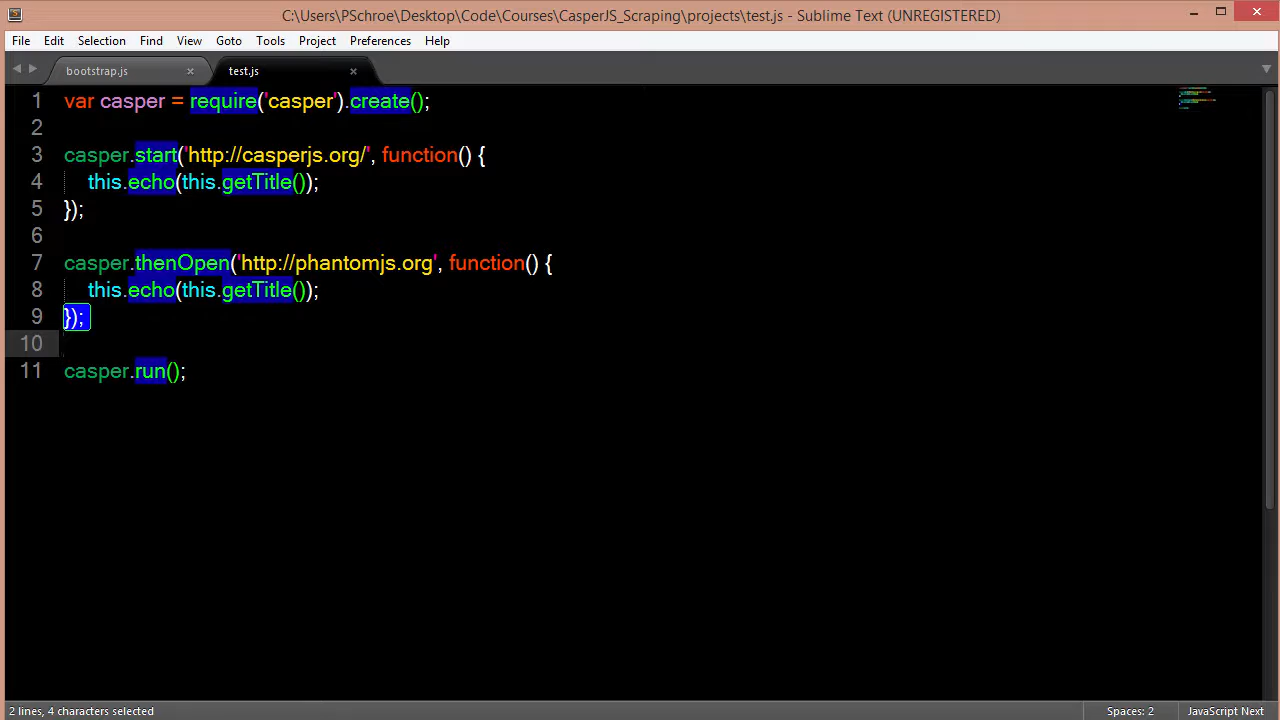 C:\Users\PSchroe\Desktop\Code\Courses\CasperJS_Scraping\projects\test.js - Sublime Text (UNREGISTERED)
File Edit Selection Find View Goto Tools Project Preferences Help
bootstrap.js test.js
1 var casper = require('casper').create();
2
3 casper.start('http://casperjs.org/', function() {
4 this.echo(this.getTitle());
5 });
6
7 casper.thenOpen('http://phantomjs.org', function() {
8 this.echo(this.getTitle());
9 });
10
11 casper.run();
2 lines, 4 characters selected Spaces: 2 JavaScript Next